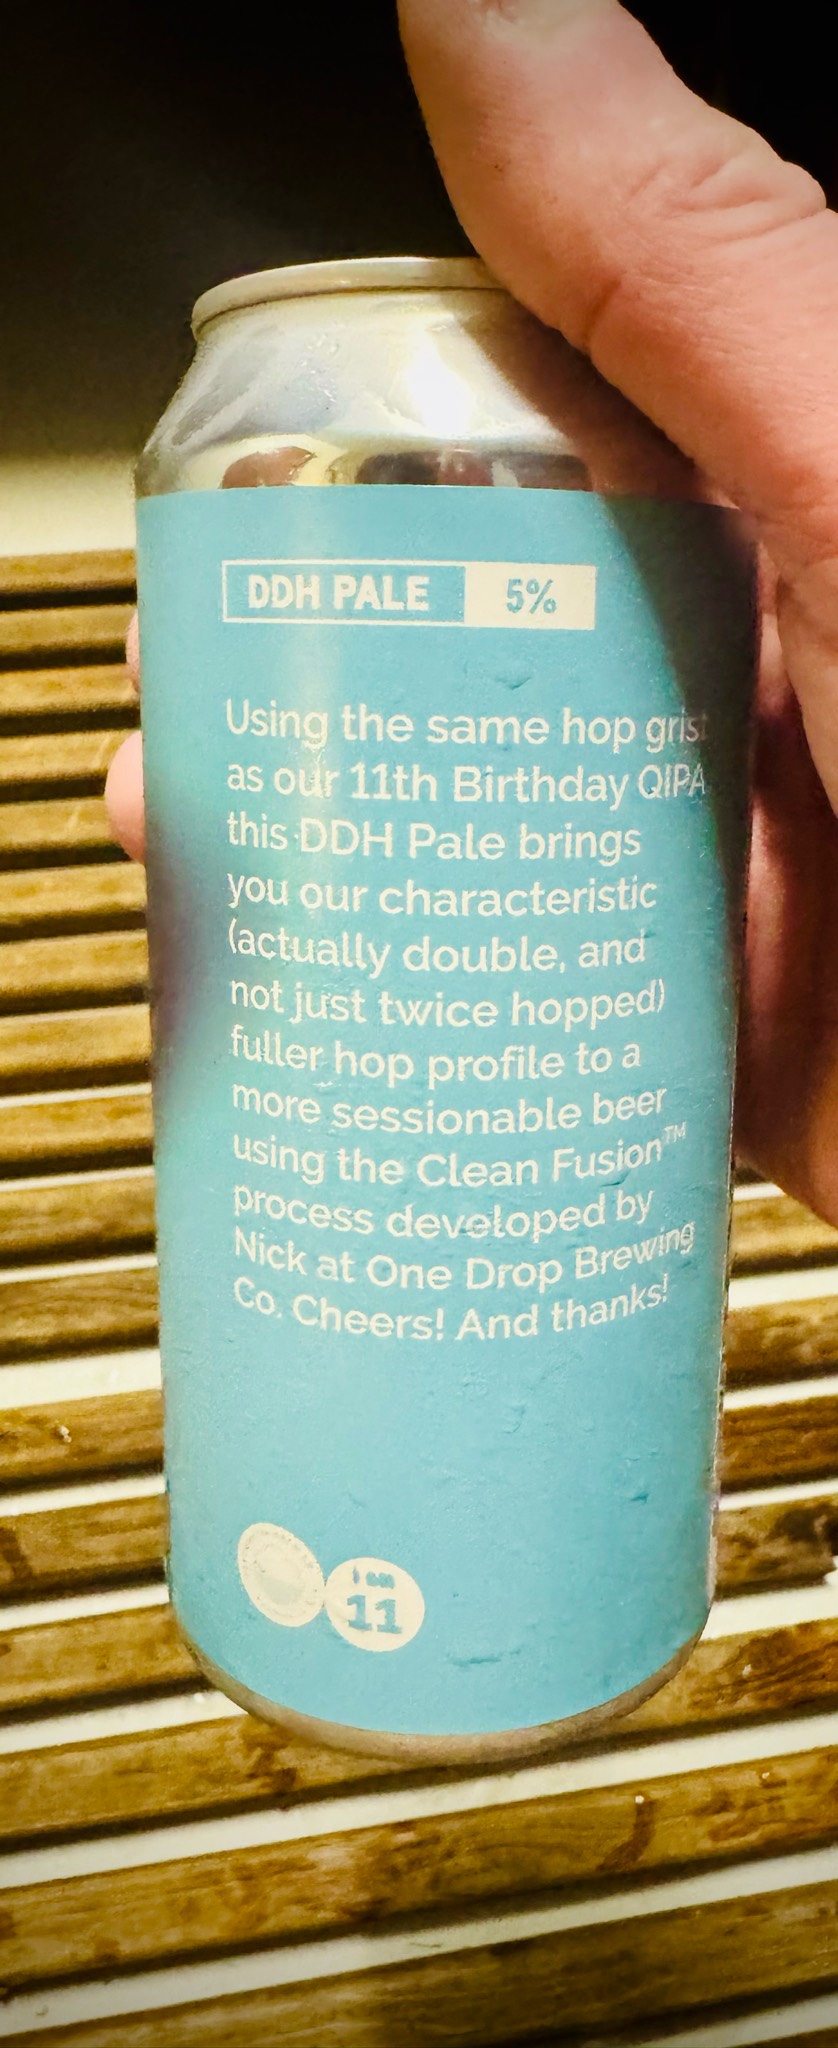 DDH PALE 5%
Using the same hop grist
as our 11th Birthday QIPA
this DDH Pale brings
you our characteristic
(actually double, and
not just twice hopped)
fuller hop profile to a
more sessionable beer
using the Clean Fusion™
process developed by
Nick at One Drop Brewing
Co. Cheers! And thanks!
I am
11